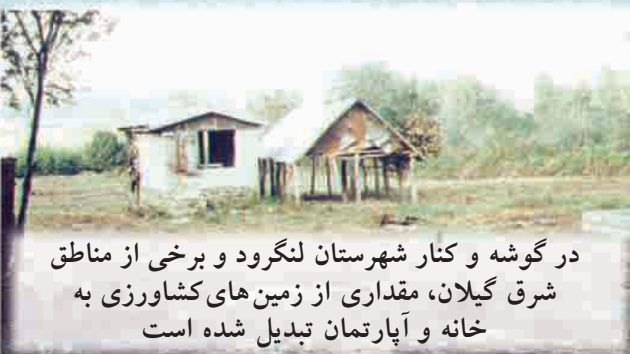 در گوشه و کنار شهرستان لنگرود و برخی از مناطق
شرق گیلان، مقداری از زمین‌های کشاورزی به
خانه و آپارتمان تبدیل شده است